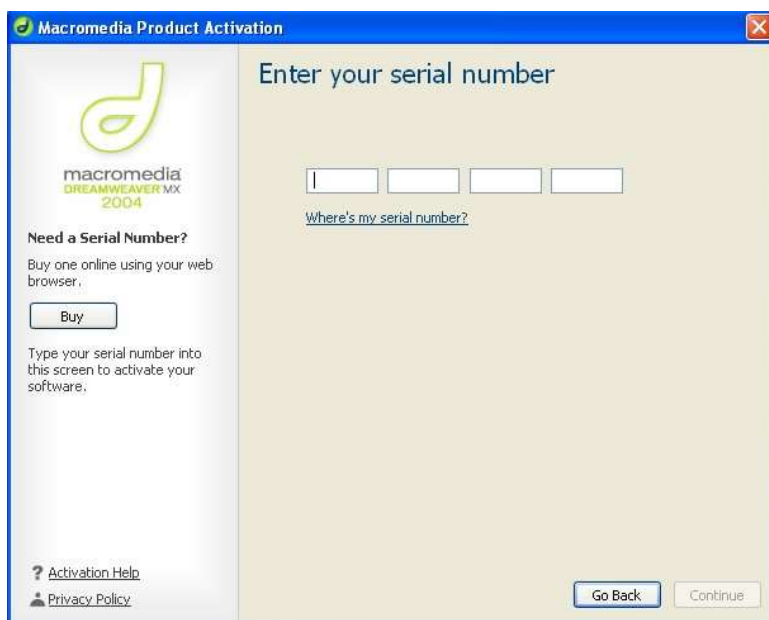 Macromedia Product Activation
Enter your serial number
macromedia
DREAMWEAVER MX
2004
Where's my serial number?
Need a Serial Number?
Buy one online using your web
browser.
Buy
Type your serial number into
this screen to activate your
software.
? Activation Help
Privacy Policy
Go Back
Continue